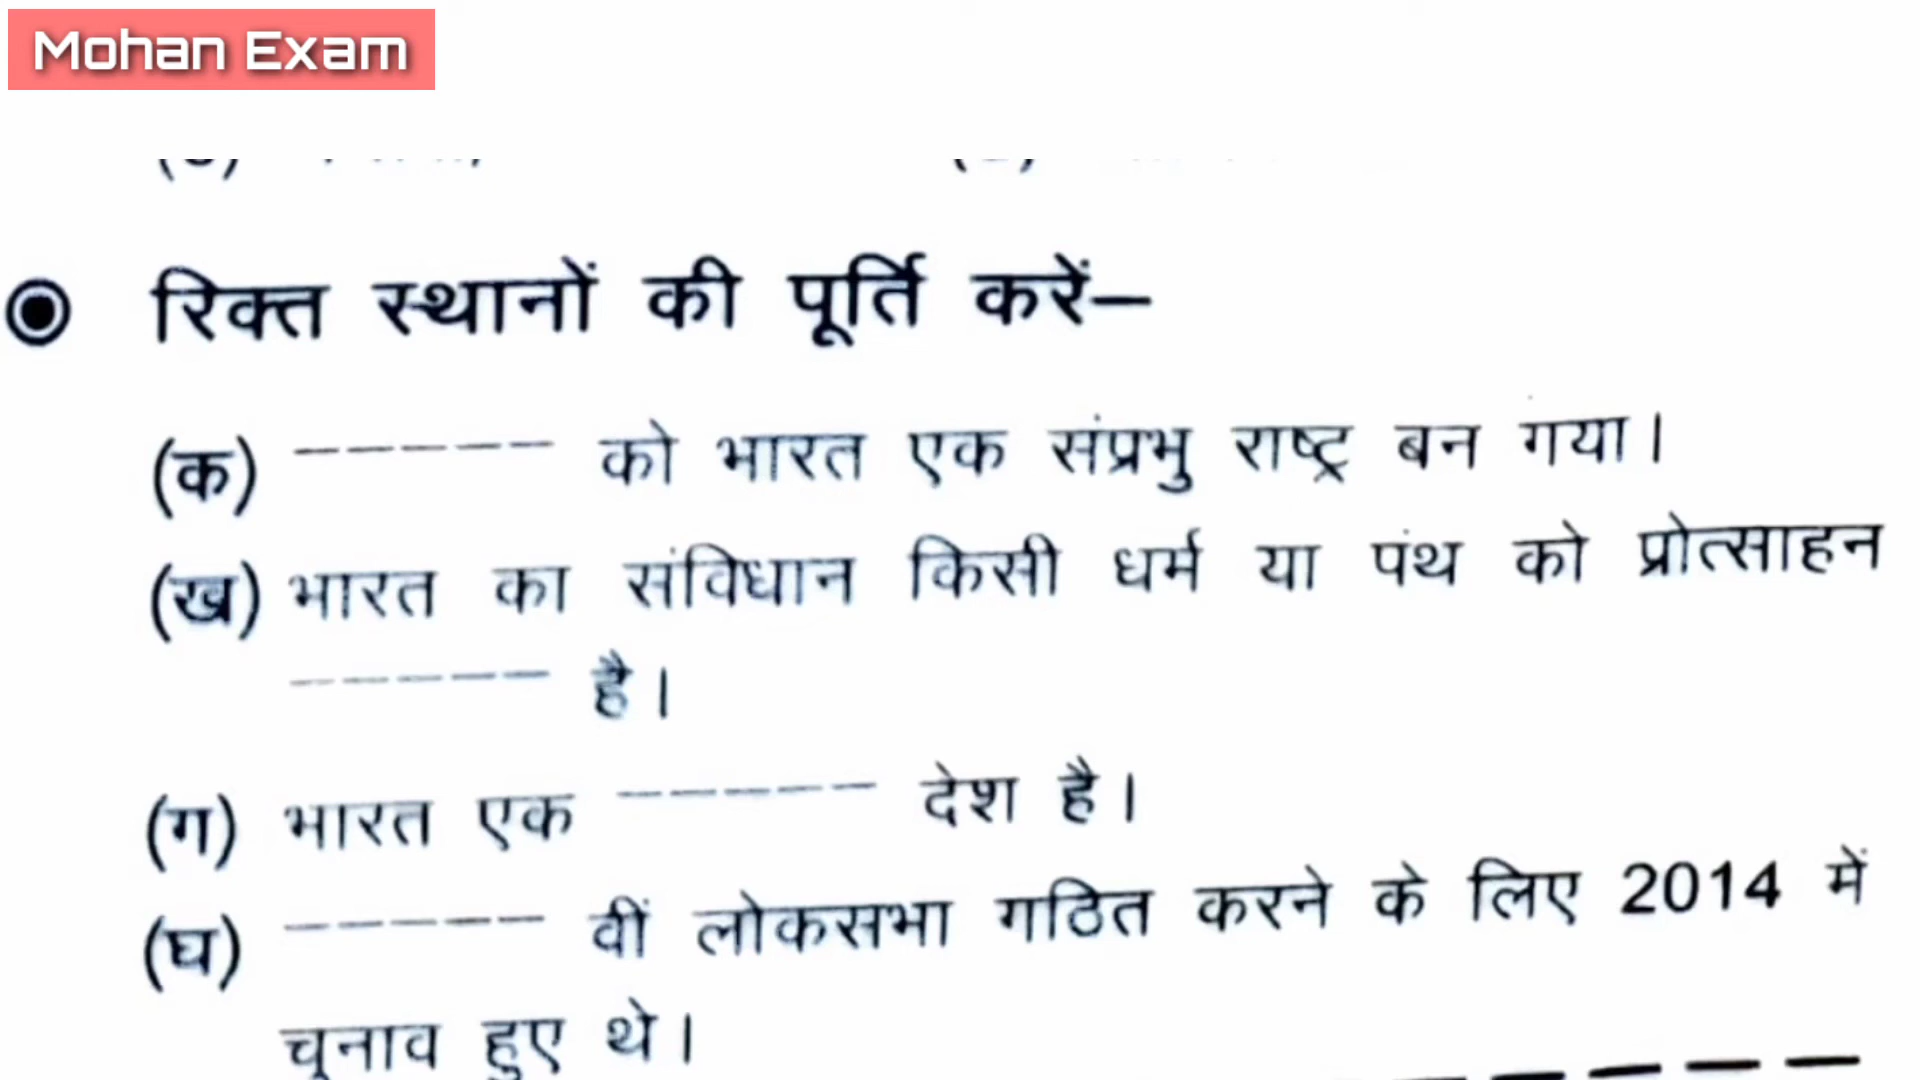 Mohan Exam
रिक्त स्थानों की पूर्ति करें—
(क) ------ को भारत एक संप्रभु राष्ट्र बन गया।
(ख) भारत का संविधान किसी धर्म या पंथ को प्रोत्साहन
------ है।
(ग) भारत एक ------ देश है।
(घ) ------ वीं लोकसभा गठित करने के लिए 2014 में
चुनाव हुए थे।